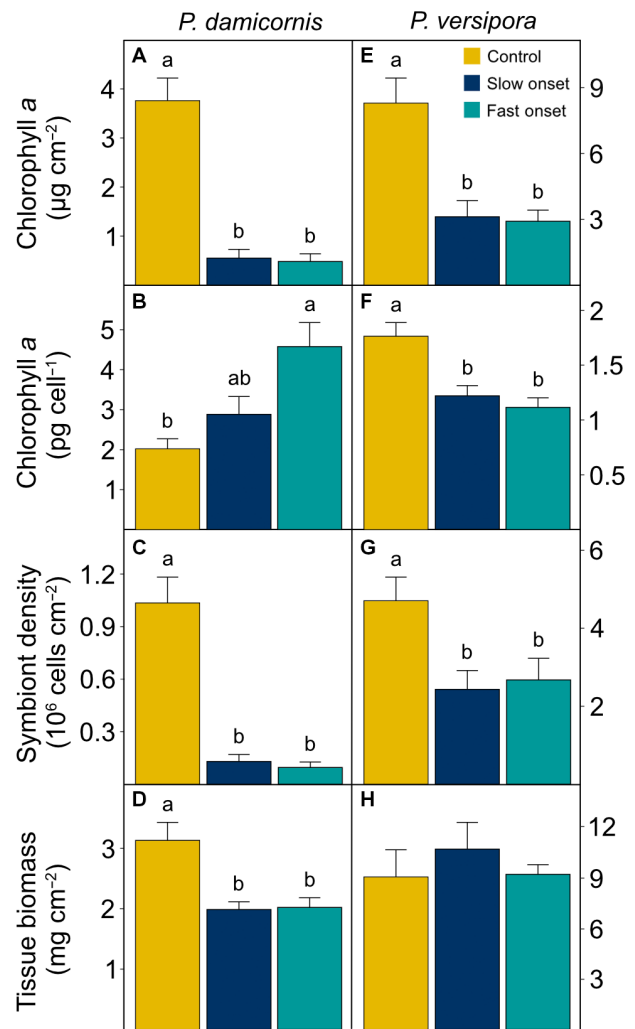 P. damicornis
P. versipora
A
a
b
b
4
3
2
1
Chlorophyll a
(µg cm⁻²)
E
a
b
b
Control
Slow onset
Fast onset
9
6
3
B
b
ab
a
5
4
3
2
1
Chlorophyll a
(pg cell⁻¹)
F
a
b
b
2
1.5
1
0.5
C
a
b
b
1.2
0.9
0.6
0.3
Symbiont density
(10⁶ cells cm⁻²)
G
a
b
b
6
4
2
D
a
b
b
3
2
1
Tissue biomass
(mg cm⁻²)
H
12
9
6
3